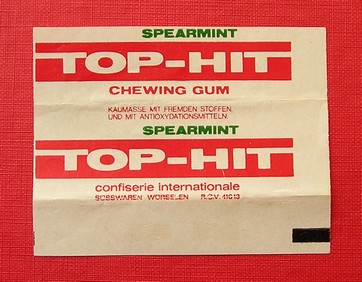 SPEARMINT
TOP-HIT
CHEWING GUM
KAUMASSE MIT FREMDEN STOFFEN
UND MIT ANTIOXYDATIONSMITTELN
SPEARMINT
TOP-HIT
confiserie internationale
SÜSSWAREN WÜRSELEN R.C.V. 41013